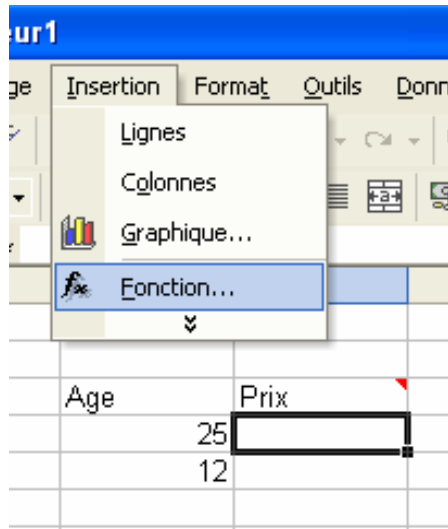 eur1
ge Insertion Format Outils Donn
Lignes
Colonnes
Graphique...
Fonction...
Age Prix
25
12